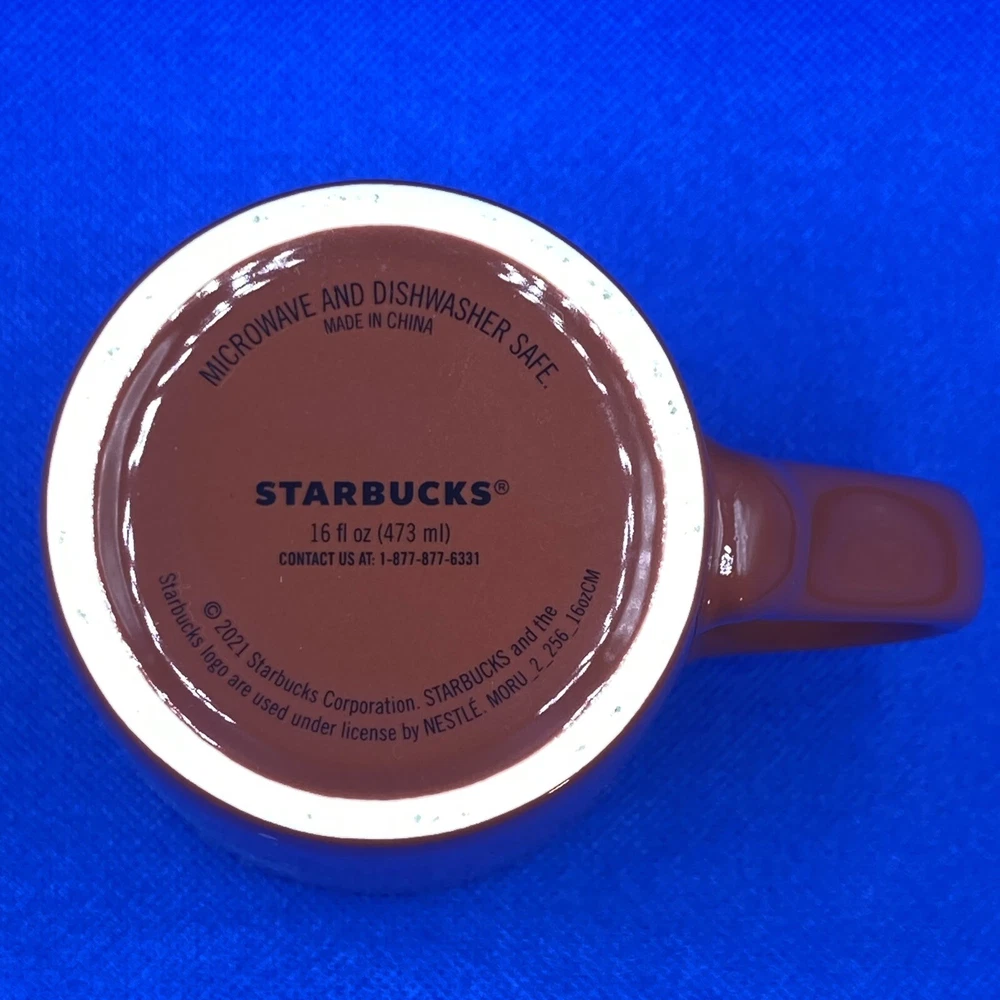 MICROWAVE AND DISHWASHER SAFE.
MADE IN CHINA
STARBUCKS®
16 fl oz (473 ml)
CONTACT US AT: 1-877-877-6331
© 2021 Starbucks Corporation. STARBUCKS and the
Starbucks logo are used under license by NESTLÉ. MORU_2_256_16ozCM